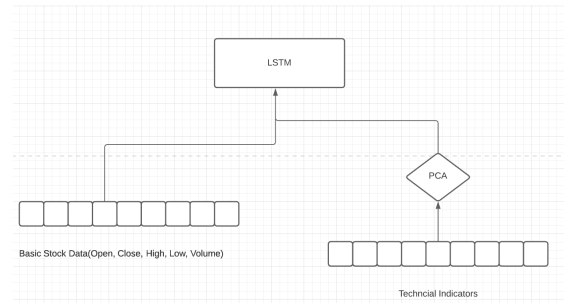 LSTM
PCA
Basic Stock Data(Open, Close, High, Low, Volume)
Techncial Indicators